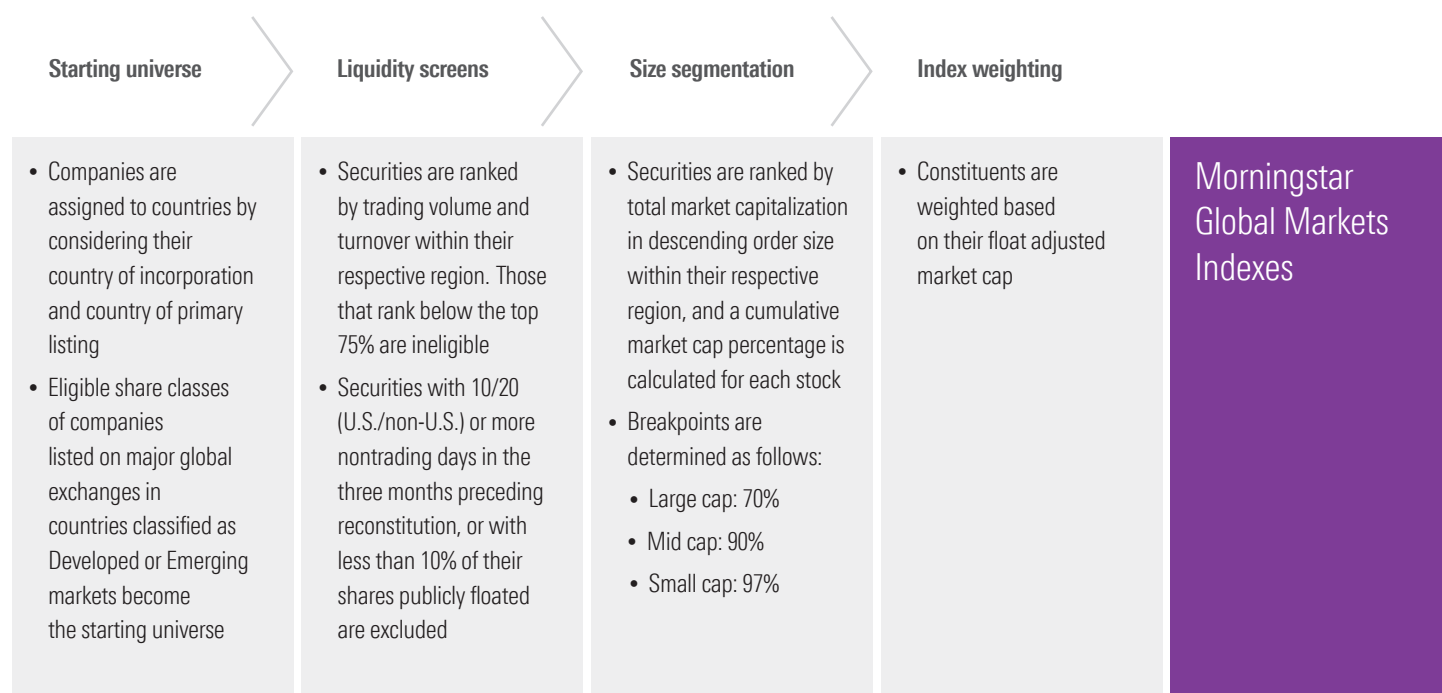 Starting universe
Liquidity screens
Size segmentation
Index weighting
• Companies are
assigned to countries by
considering their
country of incorporation
and country of primary
listing
• Eligible share classes
of companies
listed on major global
exchanges in
countries classified as
Developed or Emerging
markets become
the starting universe
• Securities are ranked
by trading volume and
turnover within their
respective region. Those
that rank below the top
75% are ineligible
• Securities with 10/20
(U.S./non-U.S.) or more
nontrading days in the
three months preceding
reconstitution, or with
less than 10% of their
shares publicly floated
are excluded
• Securities are ranked by
total market capitalization
in descending order size
within their respective
region, and a cumulative
market cap percentage is
calculated for each stock
• Breakpoints are
determined as follows:
• Large cap: 70%
• Mid cap: 90%
• Small cap: 97%
• Constituents are
weighted based
on their float adjusted
market cap
Morningstar
Global Markets
Indexes